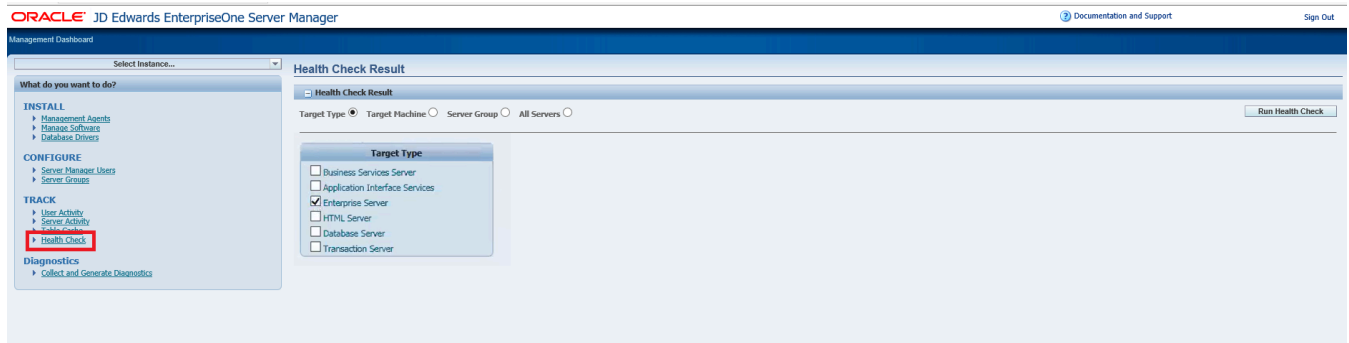 ORACLE JD Edwards EnterpriseOne Server Manager
Documentation and Support
Sign Out
Management Dashboard
Select Instance...
What do you want to do?
INSTALL
Management Agents
Manage Software
Database Drivers
CONFIGURE
Server Manager Users
Server Groups
TRACK
User Activity
Server Activity
Table Cache
Health Check
Diagnostics
Collect and Generate Diagnostics
Health Check Result
Health Check Result
Target Type Target Machine Server Group All Servers
Run Health Check
Target Type
Business Services Server
Application Interface Services
Enterprise Server
HTML Server
Database Server
Transaction Server